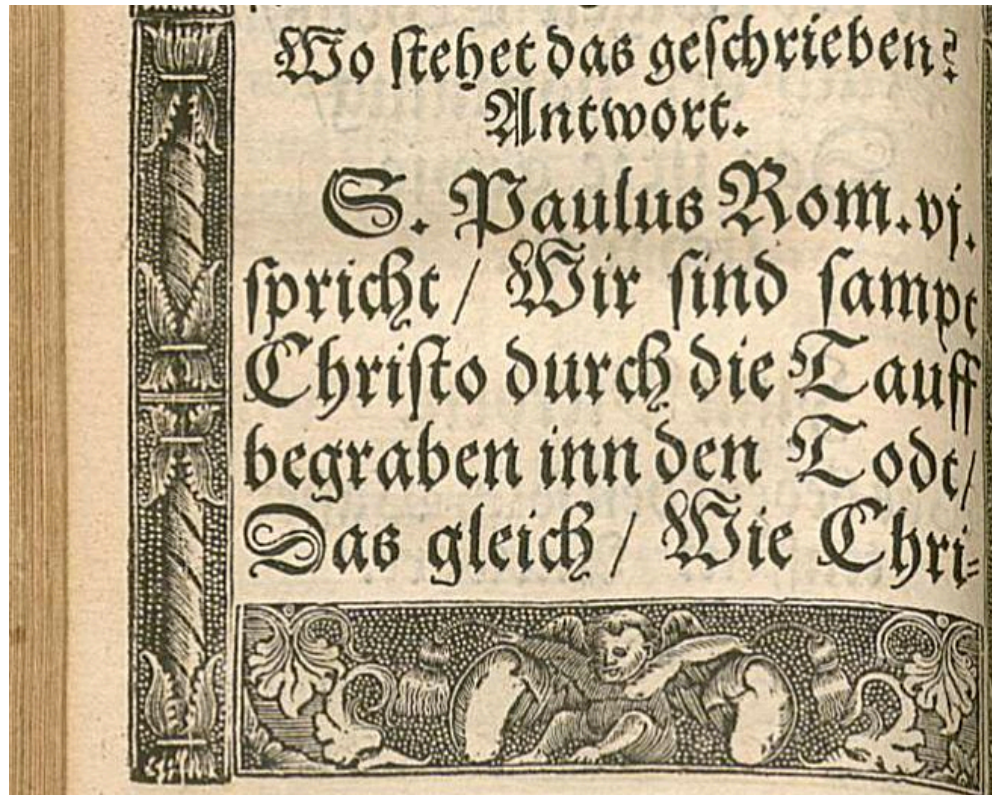 Wo ſtehet das geſchrieben?
Antwort.
S. Paulus Rom. vj.
ſpricht / Wir ſind ſampt
Chriſto durch die Tauff
begraben inn den Todt /
Das gleich / Wie Chri⸗